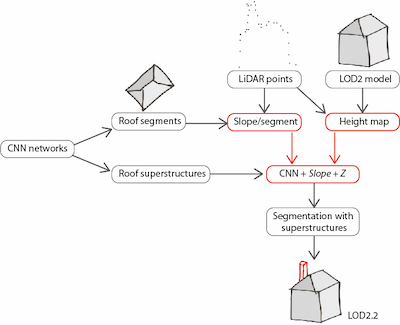 LiDAR points
LOD2 model
Roof segments
Slope/segment
Height map
CNN networks
Roof superstructures
CNN + Slope + Z
Segmentation with
superstructures
LOD2.2